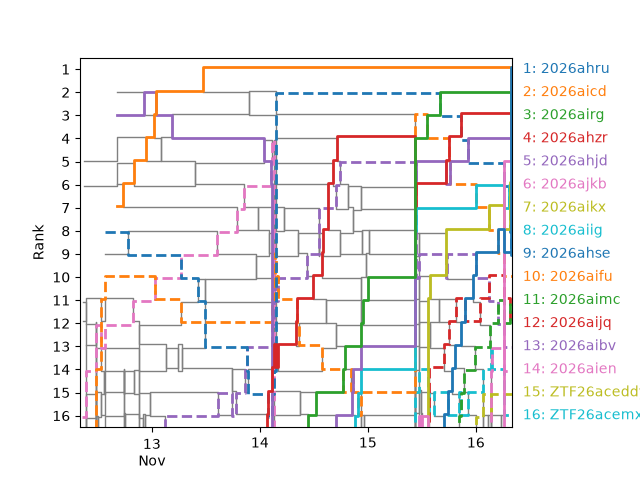 Rank
1
2
3
4
5
6
7
8
9
10
11
12
13
14
15
16
13
14
15
16
Nov
1: 2026ahru
2: 2026aicd
3: 2026airg
4: 2026ahzr
5: 2026ahjd
6: 2026ajkb
7: 2026aikx
8: 2026aiig
9: 2026ahse
10: 2026aifu
11: 2026aimc
12: 2026aijq
13: 2026aibv
14: 2026aien
15: ZTF26acedd
16: ZTF26acemx